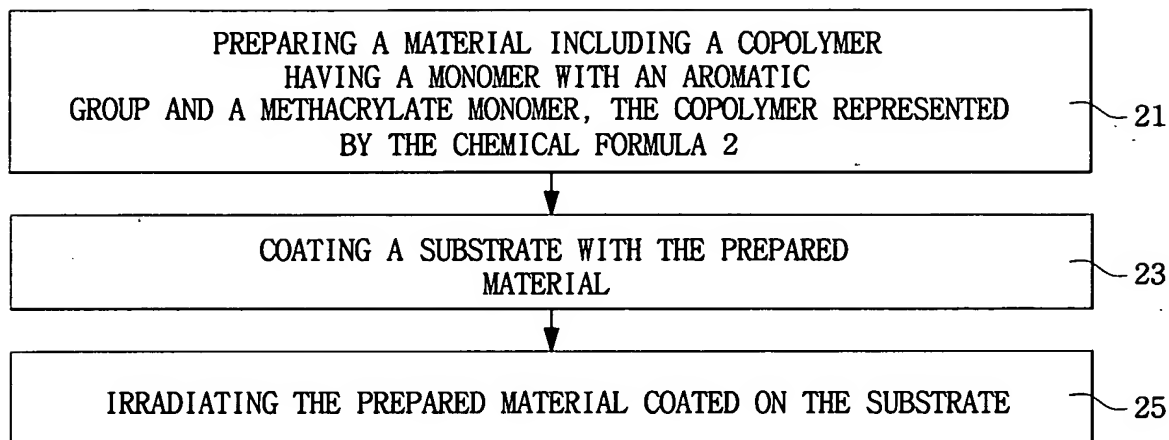 PREPARING A MATERIAL INCLUDING A COPOLYMER
HAVING A MONOMER WITH AN AROMATIC
GROUP AND A METHACRYLATE MONOMER, THE COPOLYMER REPRESENTED
BY THE CHEMICAL FORMULA 2
21
COATING A SUBSTRATE WITH THE PREPARED
MATERIAL
23
IRRADIATING THE PREPARED MATERIAL COATED ON THE SUBSTRATE
25